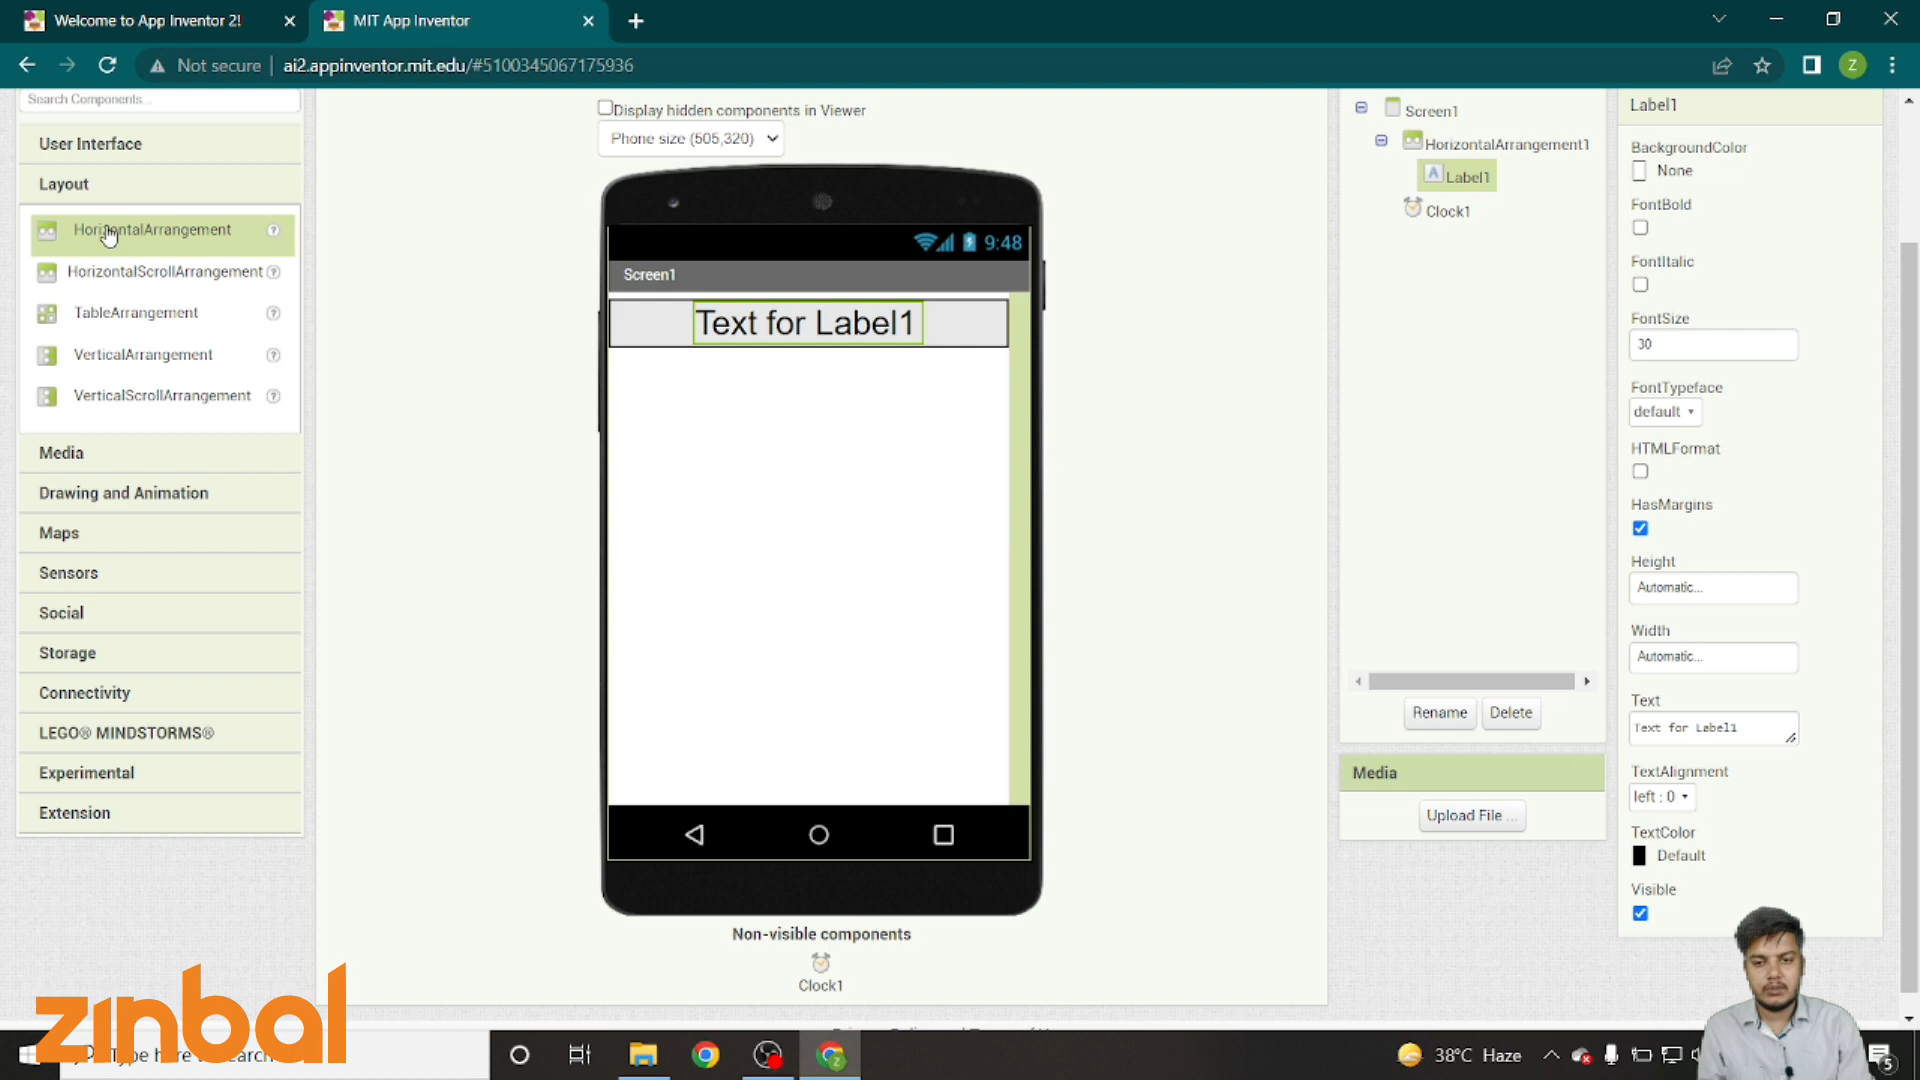 Welcome to App Inventor 2!
MIT App Inventor
Not secure
ai2.appinventor.mit.edu/#5100345067175936
Z
Search Components...
User Interface
Layout
HorizontalArrangement
HorizontalScrollArrangement
TableArrangement
VerticalArrangement
VerticalScrollArrangement
Media
Drawing and Animation
Maps
Sensors
Social
Storage
Connectivity
LEGO® MINDSTORMS®
Experimental
Extension
Display hidden components in Viewer
Phone size (505,320)
9:48
Screen1
Text for Label1
Non-visible components
Clock1
Screen1
HorizontalArrangement1
Label1
Clock1
Rename
Delete
Media
Upload File ...
Label1
BackgroundColor
None
FontBold
FontItalic
FontSize
30
FontTypeface
default
HTMLFormat
HasMargins
Height
Automatic...
Width
Automatic...
Text
Text for Label1
TextAlignment
left : 0
TextColor
Default
Visible
zinbal
38°C Haze
5